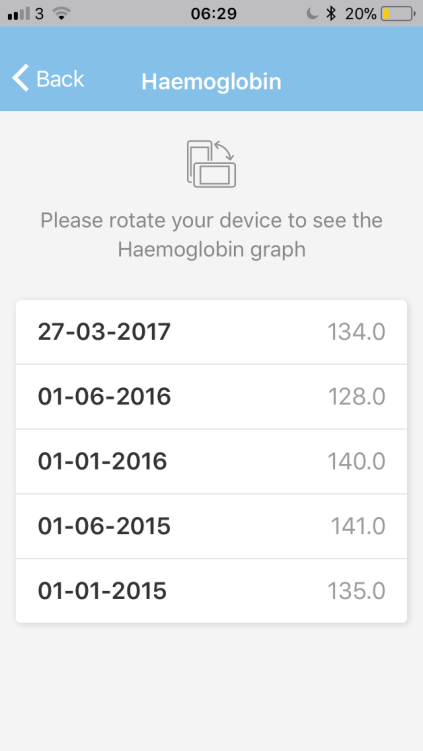 3 06:29 20%
Back Haemoglobin
Please rotate your device to see the
Haemoglobin graph
27-03-2017 134.0
01-06-2016 128.0
01-01-2016 140.0
01-06-2015 141.0
01-01-2015 135.0